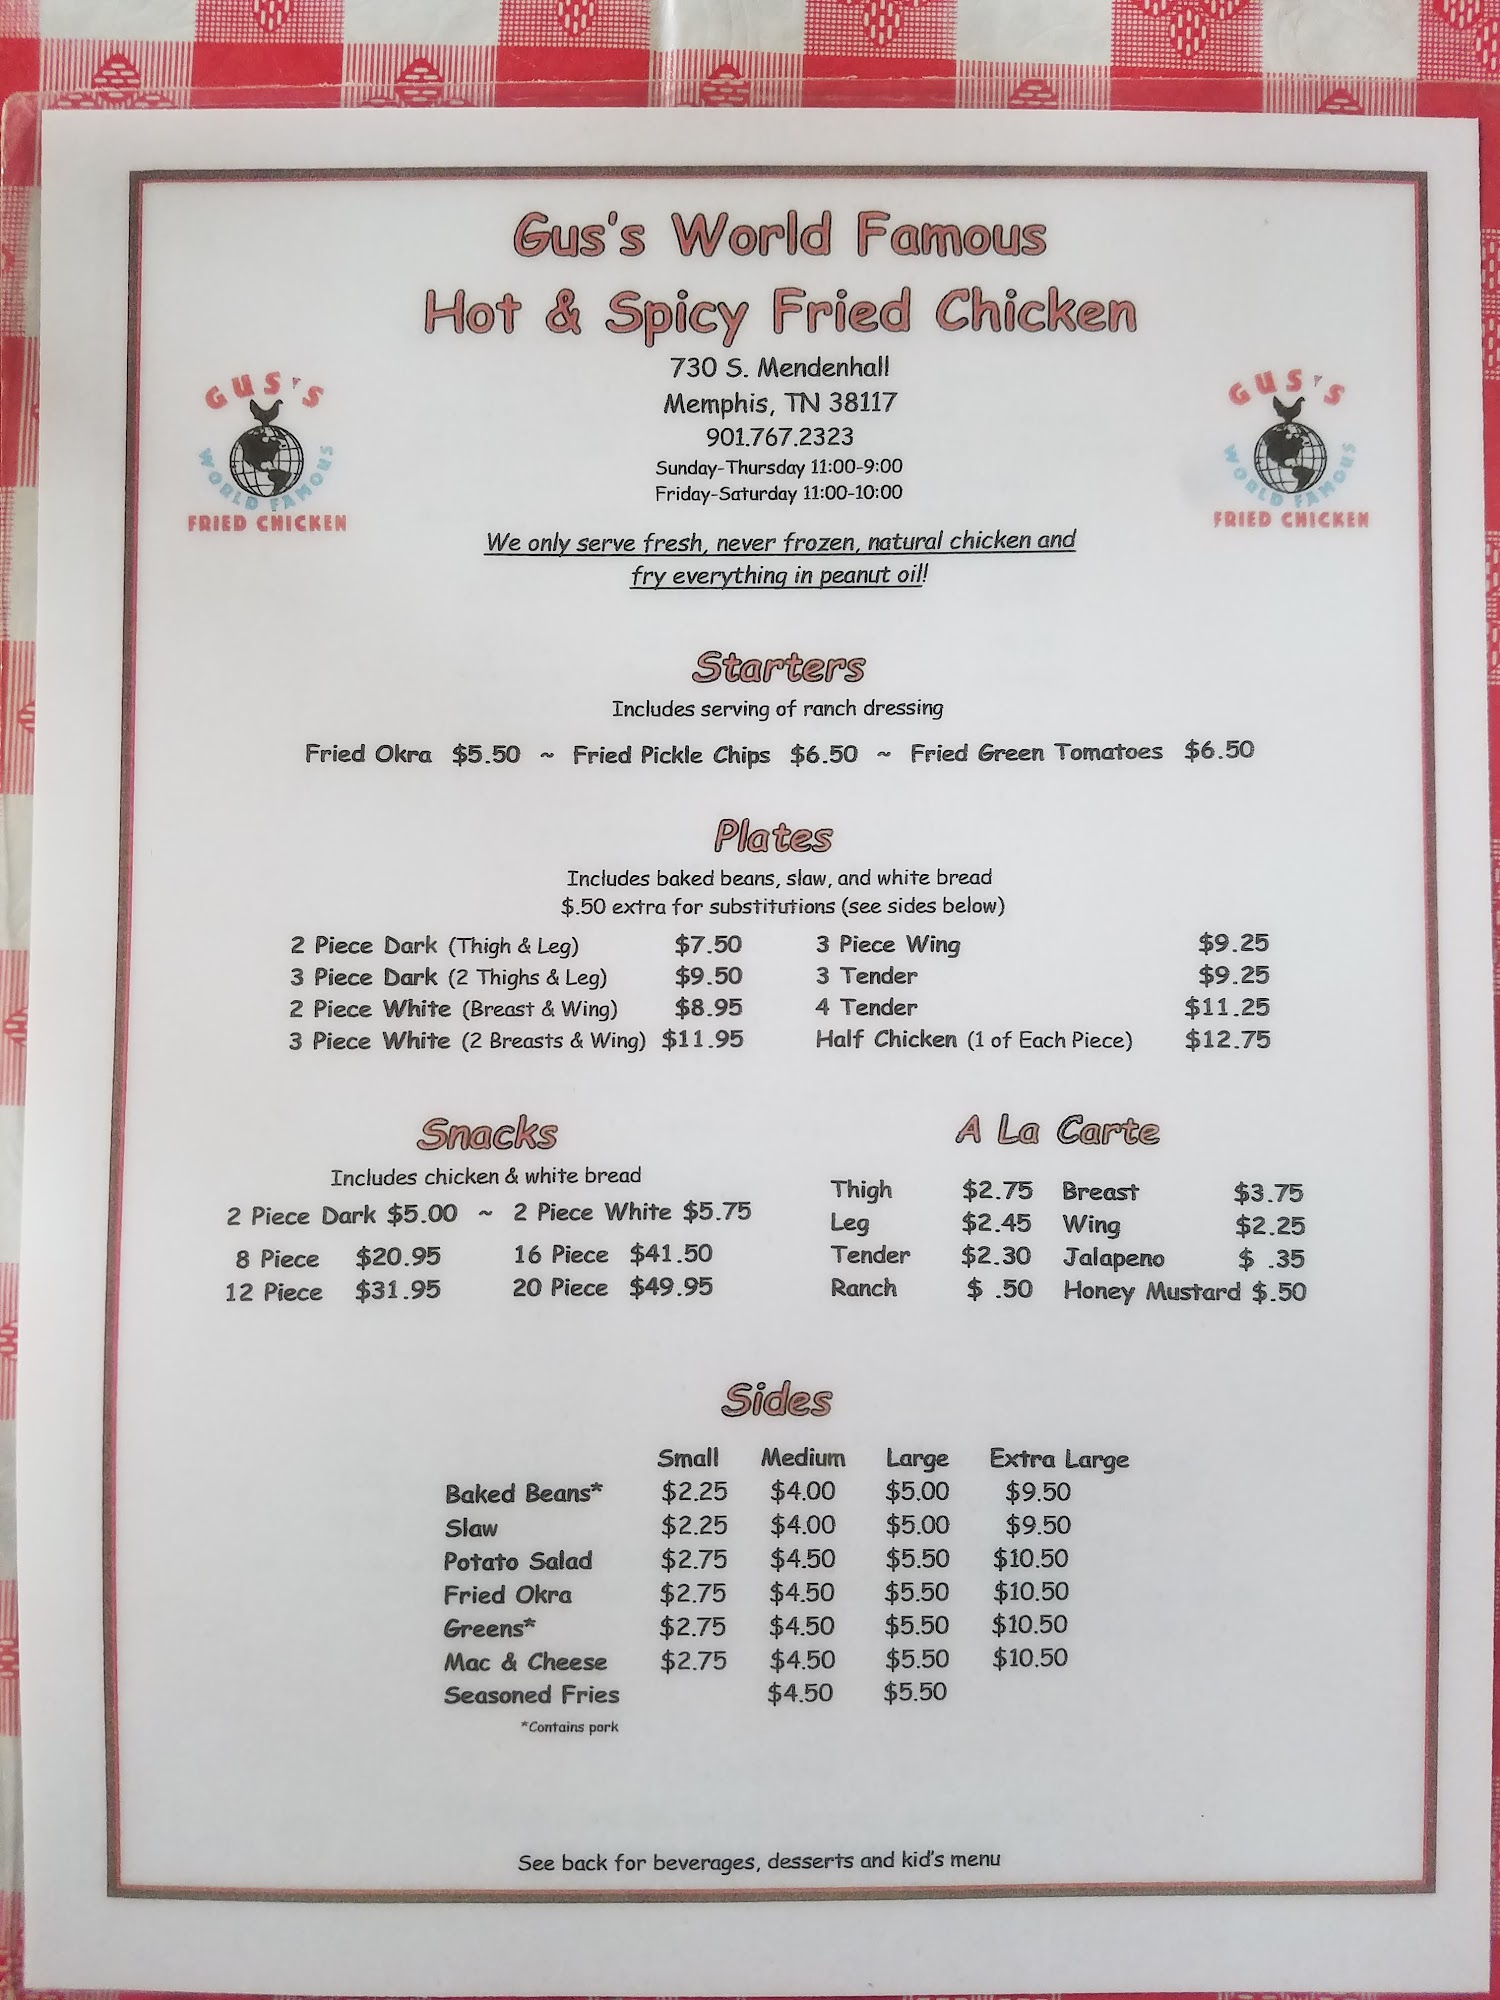 Gus's World Famous
Hot & Spicy Fried Chicken
730 S. Mendenhall
Memphis, TN 38117
901.767.2323
Sunday-Thursday 11:00-9:00
Friday-Saturday 11:00-10:00
GUS'S
WORLD FAMOUS
FRIED CHICKEN
GUS'S
WORLD FAMOUS
FRIED CHICKEN
We only serve fresh, never frozen, natural chicken and
fry everything in peanut oil!
Starters
Includes serving of ranch dressing
Fried Okra $5.50 ~ Fried Pickle Chips $6.50 ~ Fried Green Tomatoes $6.50
Plates
Includes baked beans, slaw, and white bread
$.50 extra for substitutions (see sides below)
2 Piece Dark (Thigh & Leg) $7.50 3 Piece Wing $9.25
3 Piece Dark (2 Thighs & Leg) $9.50 3 Tender $9.25
2 Piece White (Breast & Wing) $8.95 4 Tender $11.25
3 Piece White (2 Breasts & Wing) $11.95 Half Chicken (1 of Each Piece) $12.75
Snacks
Includes chicken & white bread
2 Piece Dark $5.00 ~ 2 Piece White $5.75
8 Piece $20.95 16 Piece $41.50
12 Piece $31.95 20 Piece $49.95
A La Carte
Thigh $2.75 Breast $3.75
Leg $2.45 Wing $2.25
Tender $2.30 Jalapeno $ .35
Ranch $ .50 Honey Mustard $.50
Sides
Small Medium Large Extra Large
Baked Beans* $2.25 $4.00 $5.00 $9.50
Slaw $2.25 $4.00 $5.00 $9.50
Potato Salad $2.75 $4.50 $5.50 $10.50
Fried Okra $2.75 $4.50 $5.50 $10.50
Greens* $2.75 $4.50 $5.50 $10.50
Mac & Cheese $2.75 $4.50 $5.50 $10.50
Seasoned Fries $4.50 $5.50
*Contains pork
See back for beverages, desserts and kid's menu